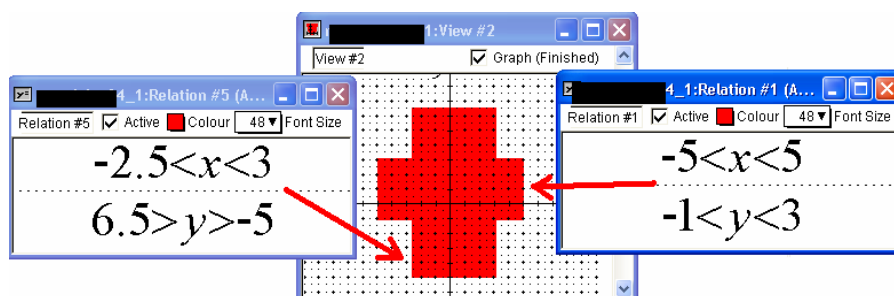 1:View #2
View #2 Graph (Finished)
4_1:Relation #5 (A...
Relation #5 Active Colour 48 Font Size
-2.5<x<3
6.5>y>-5
4_1:Relation #1 (A...
Relation #1 Active Colour 48 Font Size
-5<x<5
-1<y<3